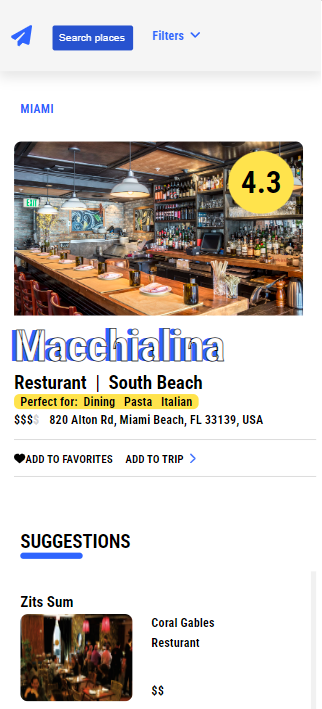 Search places
Filters
MIAMI
EXIT
4.3
Macchialina
Resturant | South Beach
Perfect for: Dining Pasta Italian
$$$$ 820 Alton Rd, Miami Beach, FL 33139, USA
ADD TO FAVORITES ADD TO TRIP
SUGGESTIONS
Zits Sum
Coral Gables
Resturant
$$